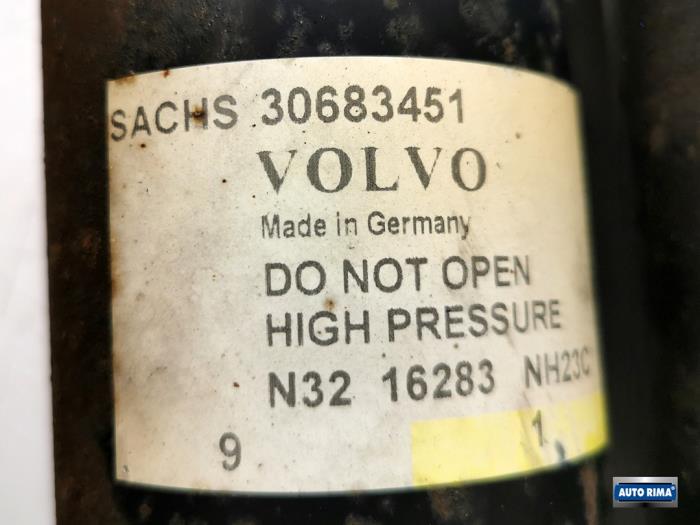 SACHS 30683451
VOLVO
Made in Germany
DO NOT OPEN
HIGH PRESSURE
N32 16283 NH23C
9 1
AUTO RIMA